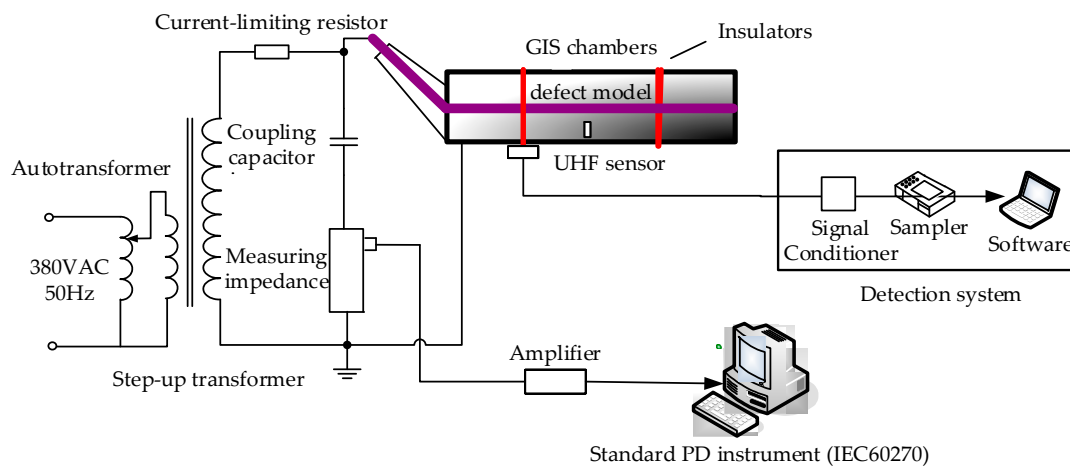 Current-limiting resistor
GIS chambers
Insulators
defect model
Coupling
capacitor
UHF sensor
Autotransformer
Signal
Conditioner
Sampler
Software
380VAC
50Hz
Measuring
impedance
Detection system
Amplifier
Step-up transformer
Standard PD instrument (IEC60270)